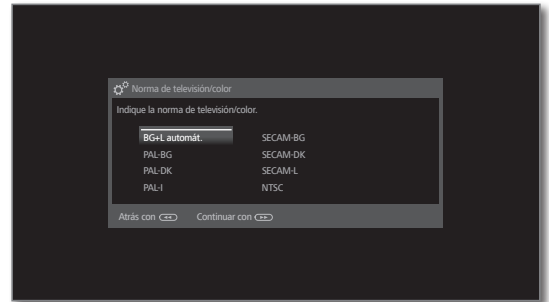 Norma de televisión/color
Indique la norma de televisión/color.
BG+L automát. SECAM-BG
PAL-BG SECAM-DK
PAL-DK SECAM-L
PAL-I NTSC
Atrás con Continuar con